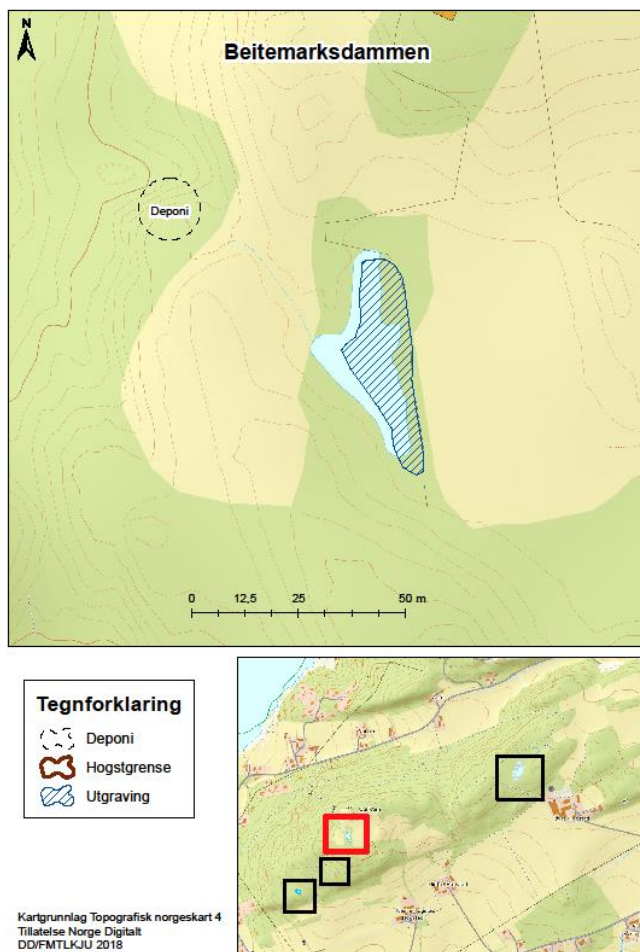 N
Beitemarksdammen
Deponi
0 12,5 25 50 m.
Tegnforklaring
Deponi
Hogstgrense
Utgraving
Kartgrunnlag Topografisk norgeskart 4
Tillatelse Norge Digitalt
DD/FMTLKJU 2018